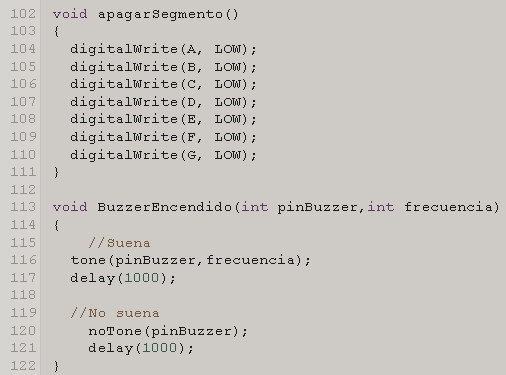 102 void apagarSegmento()
103 {
104   digitalWrite(A, LOW);
105   digitalWrite(B, LOW);
106   digitalWrite(C, LOW);
107   digitalWrite(D, LOW);
108   digitalWrite(E, LOW);
109   digitalWrite(F, LOW);
110   digitalWrite(G, LOW);
111 }
112
113 void BuzzerEncendido(int pinBuzzer,int frecuencia)
114 {
115     //Suena
116   tone(pinBuzzer,frecuencia);
117   delay(1000);
118
119   //No suena
120     noTone(pinBuzzer);
121     delay(1000);
122 }